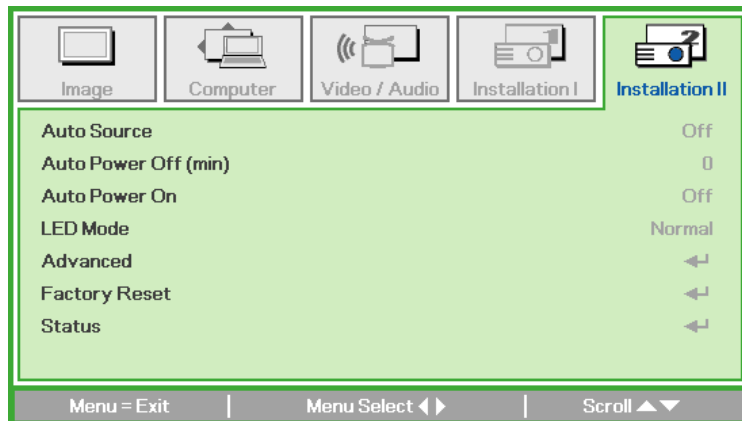 Image Computer Video / Audio Installation I Installation II
Auto Source Off
Auto Power Off (min) 0
Auto Power On Off
LED Mode Normal
Advanced
Factory Reset
Status
Menu = Exit Menu Select Scroll